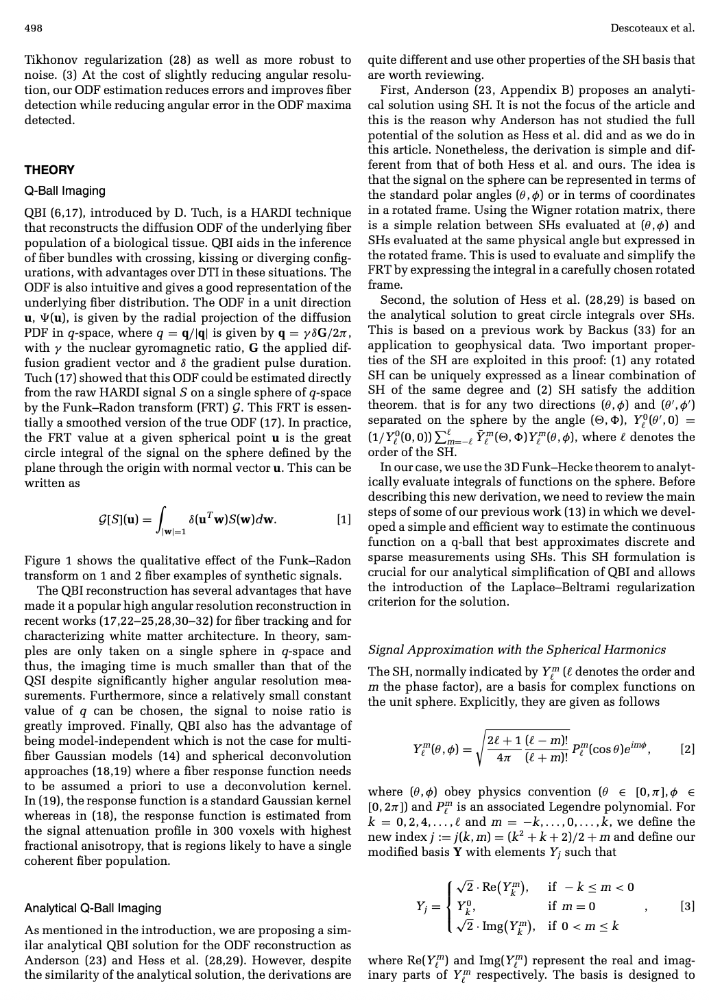 498
Descoteaux et al.
Tikhonov regularization (28) as well as more robust to
noise. (3) At the cost of slightly reducing angular resolu-
tion, our ODF estimation reduces errors and improves fiber
detection while reducing angular error in the ODF maxima
detected.
THEORY
Q-Ball Imaging
QBI (6,17), introduced by D. Tuch, is a HARDI technique
that reconstructs the diffusion ODF of the underlying fiber
population of a biological tissue. QBI aids in the inference
of fiber bundles with crossing, kissing or diverging config-
urations, with advantages over DTI in these situations. The
ODF is also intuitive and gives a good representation of the
underlying fiber distribution. The ODF in a unit direction
u, Ψ(u), is given by the radial projection of the diffusion
PDF in q-space, where q = q/|q| is given by q = γδG/2π,
with γ the nuclear gyromagnetic ratio, G the applied dif-
fusion gradient vector and δ the gradient pulse duration.
Tuch (17) showed that this ODF could be estimated directly
from the raw HARDI signal S on a single sphere of q-space
by the Funk–Radon transform (FRT) 𝒢. This FRT is essen-
tially a smoothed version of the true ODF (17). In practice,
the FRT value at a given spherical point u is the great
circle integral of the signal on the sphere defined by the
plane through the origin with normal vector u. This can be
written as
𝒢[S](u) = ∫_{|w|=1} δ(u^T w)S(w)dw. [1]
Figure 1 shows the qualitative effect of the Funk–Radon
transform on 1 and 2 fiber examples of synthetic signals.
The QBI reconstruction has several advantages that have
made it a popular high angular resolution reconstruction in
recent works (17,22–25,28,30–32) for fiber tracking and for
characterizing white matter architecture. In theory, sam-
ples are only taken on a single sphere in q-space and
thus, the imaging time is much smaller than that of the
QSI despite significantly higher angular resolution mea-
surements. Furthermore, since a relatively small constant
value of q can be chosen, the signal to noise ratio is
greatly improved. Finally, QBI also has the advantage of
being model-independent which is not the case for multi-
fiber Gaussian models (14) and spherical deconvolution
approaches (18,19) where a fiber response function needs
to be assumed a priori to use a deconvolution kernel.
In (19), the response function is a standard Gaussian kernel
whereas in (18), the response function is estimated from
the signal attenuation profile in 300 voxels with highest
fractional anisotropy, that is regions likely to have a single
coherent fiber population.
Analytical Q-Ball Imaging
As mentioned in the introduction, we are proposing a sim-
ilar analytical QBI solution for the ODF reconstruction as
Anderson (23) and Hess et al. (28,29). However, despite
the similarity of the analytical solution, the derivations are
quite different and use other properties of the SH basis that
are worth reviewing.
First, Anderson (23, Appendix B) proposes an analyti-
cal solution using SH. It is not the focus of the article and
this is the reason why Anderson has not studied the full
potential of the solution as Hess et al. did and as we do in
this article. Nonetheless, the derivation is simple and dif-
ferent from that of both Hess et al. and ours. The idea is
that the signal on the sphere can be represented in terms of
the standard polar angles (θ, ϕ) or in terms of coordinates
in a rotated frame. Using the Wigner rotation matrix, there
is a simple relation between SHs evaluated at (θ, ϕ) and
SHs evaluated at the same physical angle but expressed in
the rotated frame. This is used to evaluate and simplify the
FRT by expressing the integral in a carefully chosen rotated
frame.
Second, the solution of Hess et al. (28,29) is based on
the analytical solution to great circle integrals over SHs.
This is based on a previous work by Backus (33) for an
application to geophysical data. Two important proper-
ties of the SH are exploited in this proof: (1) any rotated
SH can be uniquely expressed as a linear combination of
SH of the same degree and (2) SH satisfy the addition
theorem. that is for any two directions (θ, ϕ) and (θ′, ϕ′)
separated on the sphere by the angle (Θ, Φ), Y_ℓ^0(θ′, 0) =
(1/Y_ℓ^0(0, 0)) ∑_{m=−ℓ}^{ℓ} Ȳ_ℓ^m(Θ, Φ)Y_ℓ^m(θ, ϕ), where ℓ denotes the
order of the SH.
In our case, we use the 3D Funk–Hecke theorem to analyt-
ically evaluate integrals of functions on the sphere. Before
describing this new derivation, we need to review the main
steps of some of our previous work (13) in which we devel-
oped a simple and efficient way to estimate the continuous
function on a q-ball that best approximates discrete and
sparse measurements using SHs. This SH formulation is
crucial for our analytical simplification of QBI and allows
the introduction of the Laplace–Beltrami regularization
criterion for the solution.
Signal Approximation with the Spherical Harmonics
The SH, normally indicated by Y_ℓ^m (ℓ denotes the order and
m the phase factor), are a basis for complex functions on
the unit sphere. Explicitly, they are given as follows
Y_ℓ^m(θ, ϕ) = √((2ℓ + 1)/(4π) (ℓ − m)!/(ℓ + m)!) P_ℓ^m(cos θ)e^{imϕ}, [2]
where (θ, ϕ) obey physics convention (θ ∈ [0, π], ϕ ∈
[0, 2π]) and P_ℓ^m is an associated Legendre polynomial. For
k = 0, 2, 4, . . . , ℓ and m = −k, . . . , 0, . . . , k, we define the
new index j := j(k, m) = (k² + k + 2)/2 + m and define our
modified basis Y with elements Y_j such that
√2 · Re(Y_k^m), if − k ≤ m < 0
Y_j = { Y_k^0, if m = 0 , [3]
√2 · Img(Y_k^m), if 0 < m ≤ k
where Re(Y_ℓ^m) and Img(Y_ℓ^m) represent the real and imag-
inary parts of Y_ℓ^m respectively. The basis is designed to